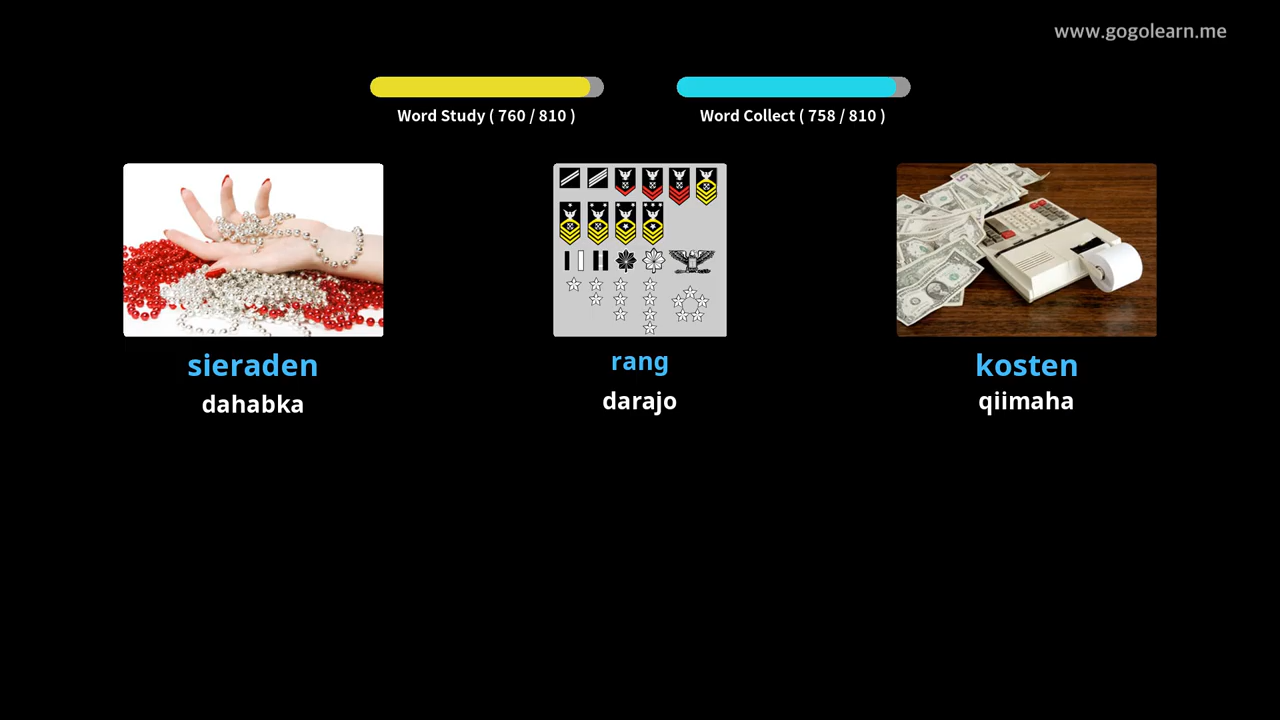 www.gogolearn.me
Word Study ( 760 / 810 )
Word Collect ( 758 / 810 )
sieraden
rang
kosten
dahabka
darajo
qiimaha